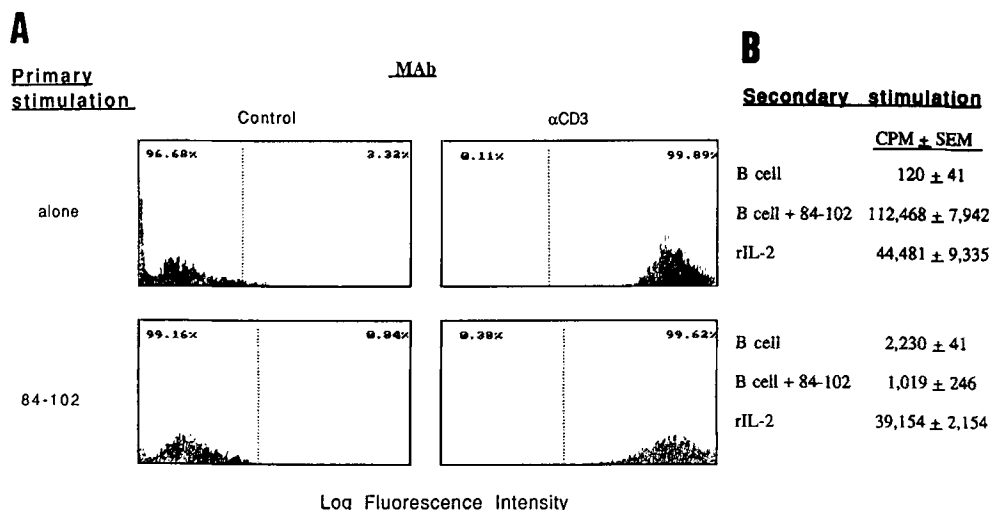 A
B
Primary
stimulation
MAb
Secondary stimulation
Control
αCD3
CPM ± SEM
96.68%
3.32%
0.11%
99.89%
alone
B cell 120 ± 41
B cell + 84-102 112,468 ± 7,942
rIL-2 44,481 ± 9,335
99.16%
0.84%
0.38%
99.62%
84-102
B cell 2,230 ± 41
B cell + 84-102 1,019 ± 246
rIL-2 39,154 ± 2,154
Log Fluorescence Intensity